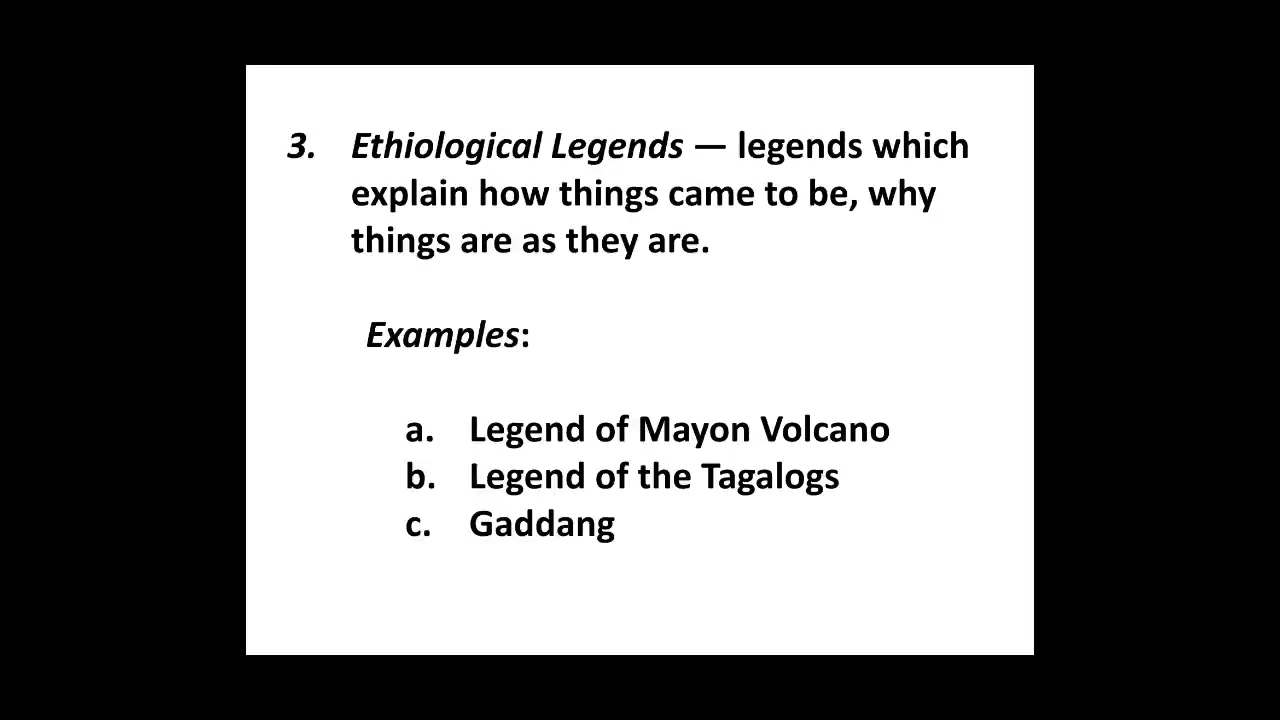 3. Ethiological Legends — legends which
explain how things came to be, why
things are as they are.
Examples:
a. Legend of Mayon Volcano
b. Legend of the Tagalogs
c. Gaddang